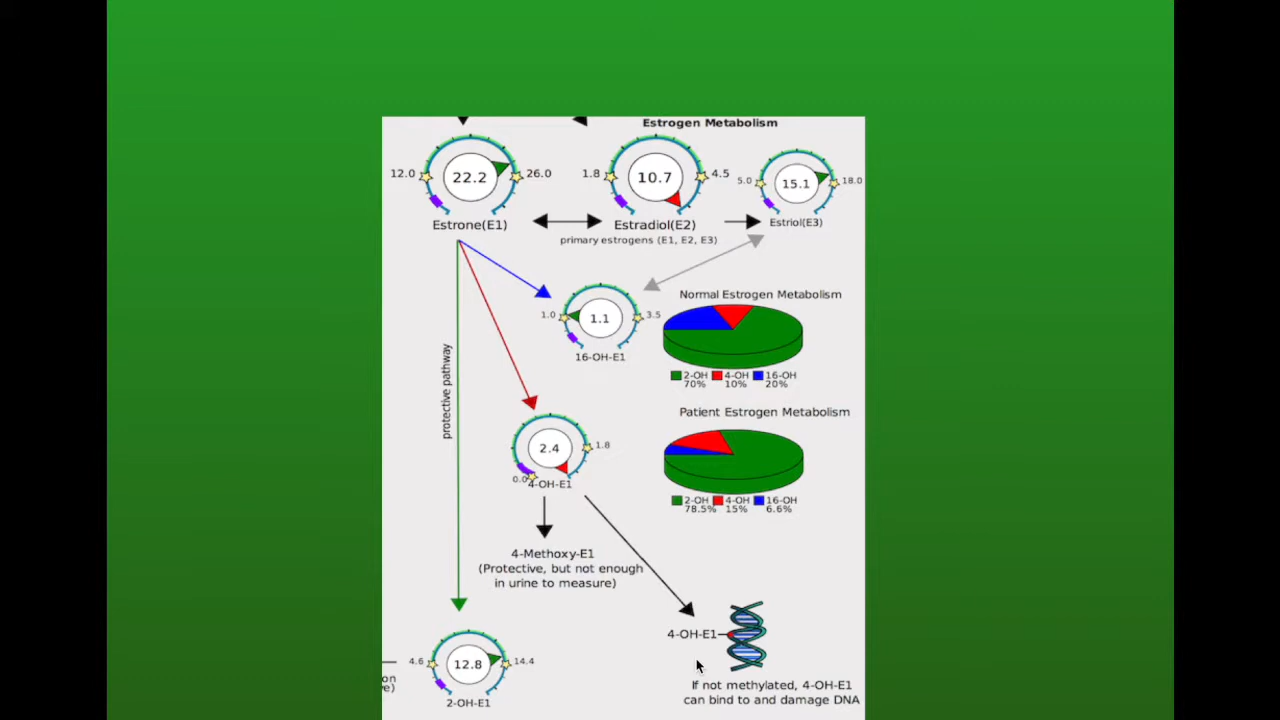 Estrogen Metabolism
12.0 22.2 26.0
1.8 10.7 4.5
5.0 15.1 18.0
Estrone(E1)
Estradiol(E2)
Estriol(E3)
primary estrogens (E1, E2, E3)
1.0 1.1 3.5
16-OH-E1
Normal Estrogen Metabolism
2-OH 4-OH 16-OH
70% 10% 20%
protective pathway
Patient Estrogen Metabolism
2.4 1.8
0.0
4-OH-E1
2-OH 4-OH 16-OH
78.5% 15% 6.6%
4-Methoxy-E1
(Protective, but not enough
in urine to measure)
4-OH-E1
4.6 12.8 14.4
on
e)
2-OH-E1
If not methylated, 4-OH-E1
can bind to and damage DNA